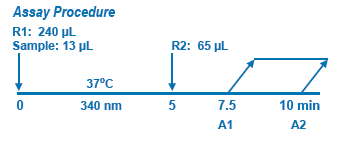 Assay Procedure
R1: 240 µL
Sample: 13 µL
R2: 65 µL
37ºC
0 340 nm 5 7.5 10 min
A1 A2